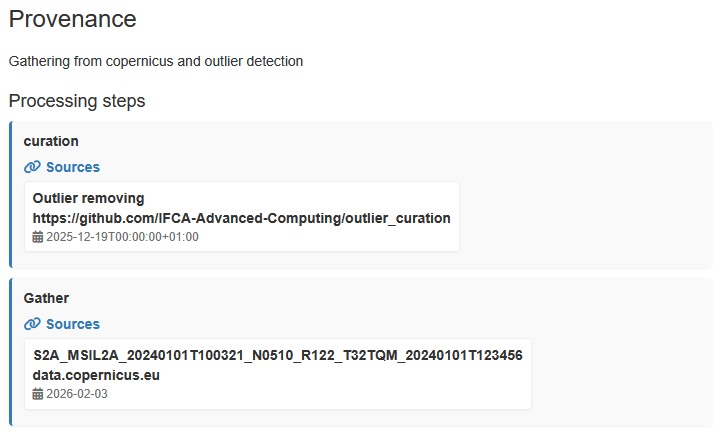 Provenance
Gathering from copernicus and outlier detection
Processing steps
curation
Sources
Outlier removing
https://github.com/IFCA-Advanced-Computing/outlier_curation
2025-12-19T00:00:00+01:00
Gather
Sources
S2A_MSIL2A_20240101T100321_N0510_R122_T32TQM_20240101T123456
data.copernicus.eu
2026-02-03